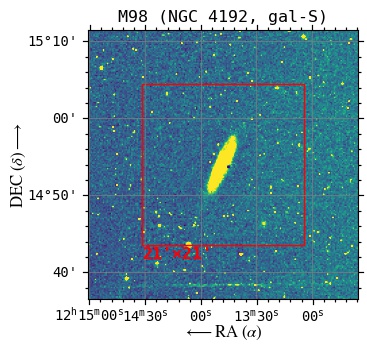 M98 (NGC 4192, gal-S)
15°10'
00'
14°50'
40'
DEC (δ) ⟶
21'×21'
12ʰ15ᵐ00ˢ 14ᵐ30ˢ 00ˢ 13ᵐ30ˢ 00ˢ
⟵ RA (α)